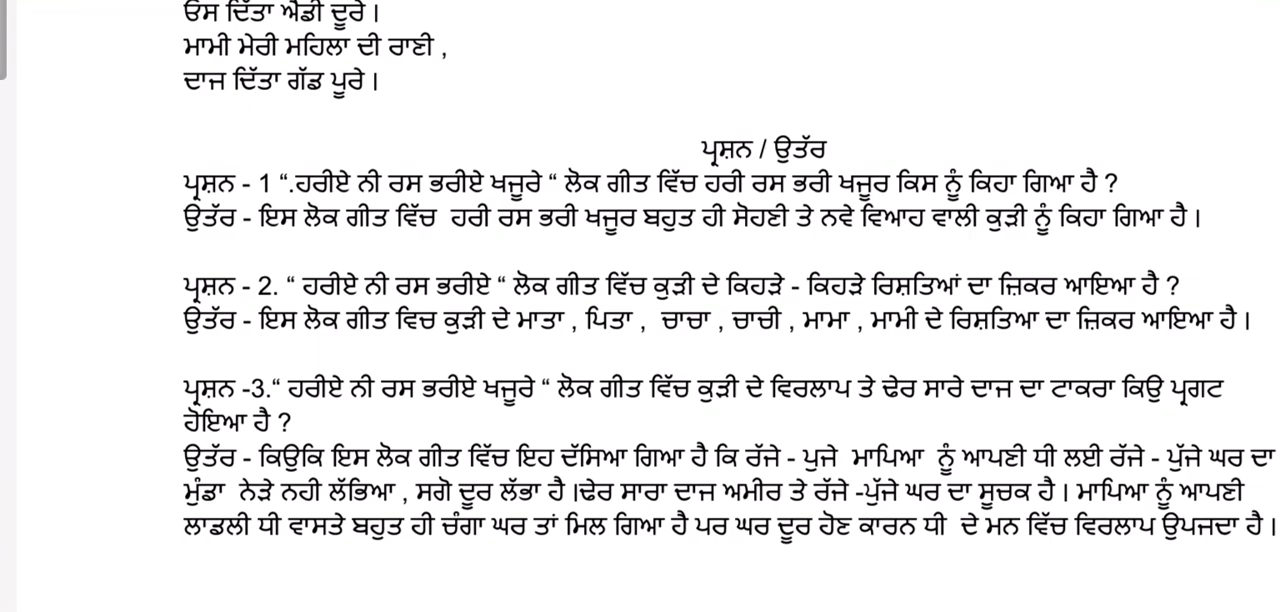 ਓਸ ਦਿੱਤਾ ਐਡੀ ਦੂਰੇ।
ਮਾਮੀ ਮੇਰੀ ਮਹਿਲਾ ਦੀ ਰਾਣੀ ,
ਦਾਜ ਦਿੱਤਾ ਗੱਡ ਪੂਰੇ।
ਪ੍ਰਸ਼ਨ / ਉਤੱਰ
ਪ੍ਰਸ਼ਨ - 1 “.ਹਰੀਏ ਨੀ ਰਸ ਭਰੀਏ ਖਜੂਰੇ “ ਲੋਕ ਗੀਤ ਵਿੱਚ ਹਰੀ ਰਸ ਭਰੀ ਖਜੂਰ ਕਿਸ ਨੂੰ ਕਿਹਾ ਗਿਆ ਹੈ ?
ਉਤੱਰ - ਇਸ ਲੋਕ ਗੀਤ ਵਿੱਚ ਹਰੀ ਰਸ ਭਰੀ ਖਜੂਰ ਬਹੁਤ ਹੀ ਸੋਹਣੀ ਤੇ ਨਵੇ ਵਿਆਹ ਵਾਲੀ ਕੁੜੀ ਨੂੰ ਕਿਹਾ ਗਿਆ ਹੈ।
ਪ੍ਰਸ਼ਨ - 2. “ ਹਰੀਏ ਨੀ ਰਸ ਭਰੀਏ “ ਲੋਕ ਗੀਤ ਵਿੱਚ ਕੁੜੀ ਦੇ ਕਿਹੜੇ - ਕਿਹੜੇ ਰਿਸ਼ਤਿਆਂ ਦਾ ਜ਼ਿਕਰ ਆਇਆ ਹੈ ?
ਉਤੱਰ - ਇਸ ਲੋਕ ਗੀਤ ਵਿਚ ਕੁੜੀ ਦੇ ਮਾਤਾ , ਪਿਤਾ , ਚਾਚਾ , ਚਾਚੀ , ਮਾਮਾ , ਮਾਮੀ ਦੇ ਰਿਸ਼ਤਿਆ ਦਾ ਜ਼ਿਕਰ ਆਇਆ ਹੈ।
ਪ੍ਰਸ਼ਨ -3.“ ਹਰੀਏ ਨੀ ਰਸ ਭਰੀਏ ਖਜੂਰੇ “ ਲੋਕ ਗੀਤ ਵਿੱਚ ਕੁੜੀ ਦੇ ਵਿਰਲਾਪ ਤੇ ਢੇਰ ਸਾਰੇ ਦਾਜ ਦਾ ਟਾਕਰਾ ਕਿਉ ਪ੍ਰਗਟ
ਹੋਇਆ ਹੈ ?
ਉਤੱਰ - ਕਿਉਕਿ ਇਸ ਲੋਕ ਗੀਤ ਵਿੱਚ ਇਹ ਦੱਸਿਆ ਗਿਆ ਹੈ ਕਿ ਰੱਜੇ - ਪੁਜੇ ਮਾਪਿਆ ਨੂੰ ਆਪਣੀ ਧੀ ਲਈ ਰੱਜੇ - ਪੁੱਜੇ ਘਰ ਦਾ
ਮੁੰਡਾ ਨੇੜੇ ਨਹੀ ਲੱਭਿਆ , ਸਗੋ ਦੂਰ ਲੱਭਾ ਹੈ।ਢੇਰ ਸਾਰਾ ਦਾਜ ਅਮੀਰ ਤੇ ਰੱਜੇ -ਪੁੱਜੇ ਘਰ ਦਾ ਸੂਚਕ ਹੈ। ਮਾਪਿਆ ਨੂੰ ਆਪਣੀ
ਲਾਡਲੀ ਧੀ ਵਾਸਤੇ ਬਹੁਤ ਹੀ ਚੰਗਾ ਘਰ ਤਾਂ ਮਿਲ ਗਿਆ ਹੈ ਪਰ ਘਰ ਦੂਰ ਹੋਣ ਕਾਰਨ ਧੀ ਦੇ ਮਨ ਵਿੱਚ ਵਿਰਲਾਪ ਉਪਜਦਾ ਹੈ।